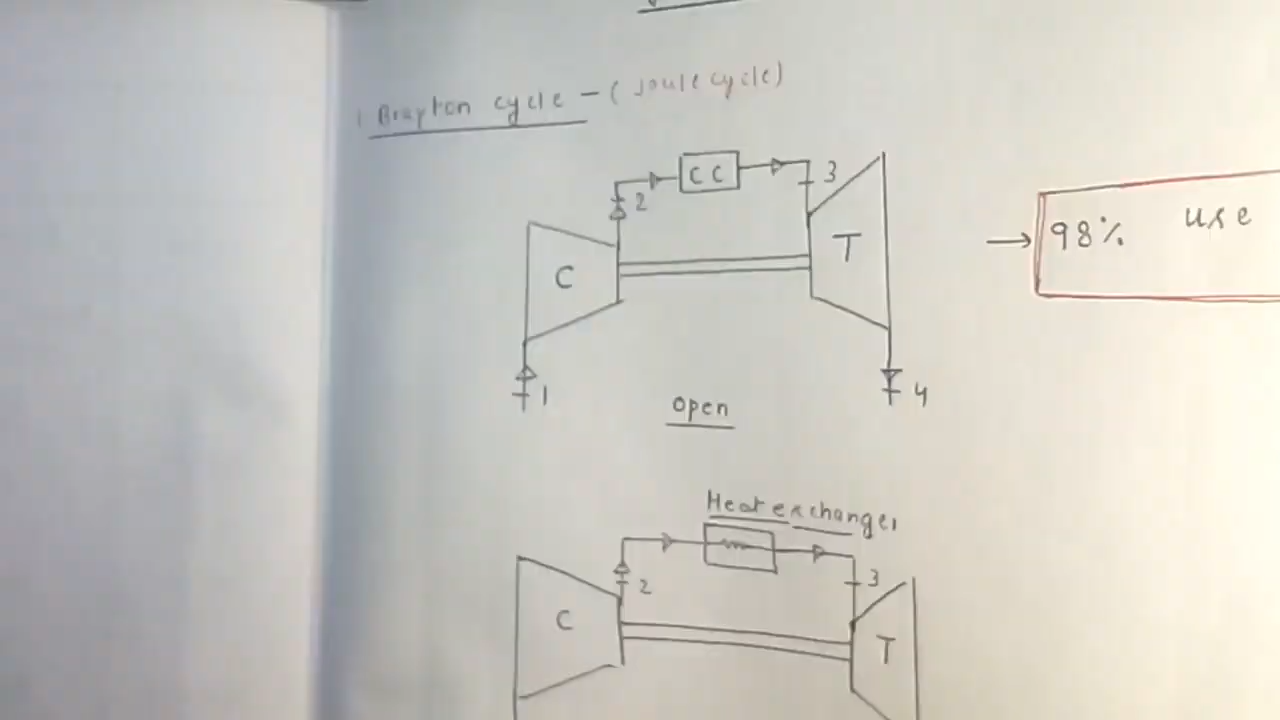 Brayton cycle - (Joule cycle)
CC
3
2
C
T
→ 98% use
1
4
open
Heat exchanger
3
2
C
T